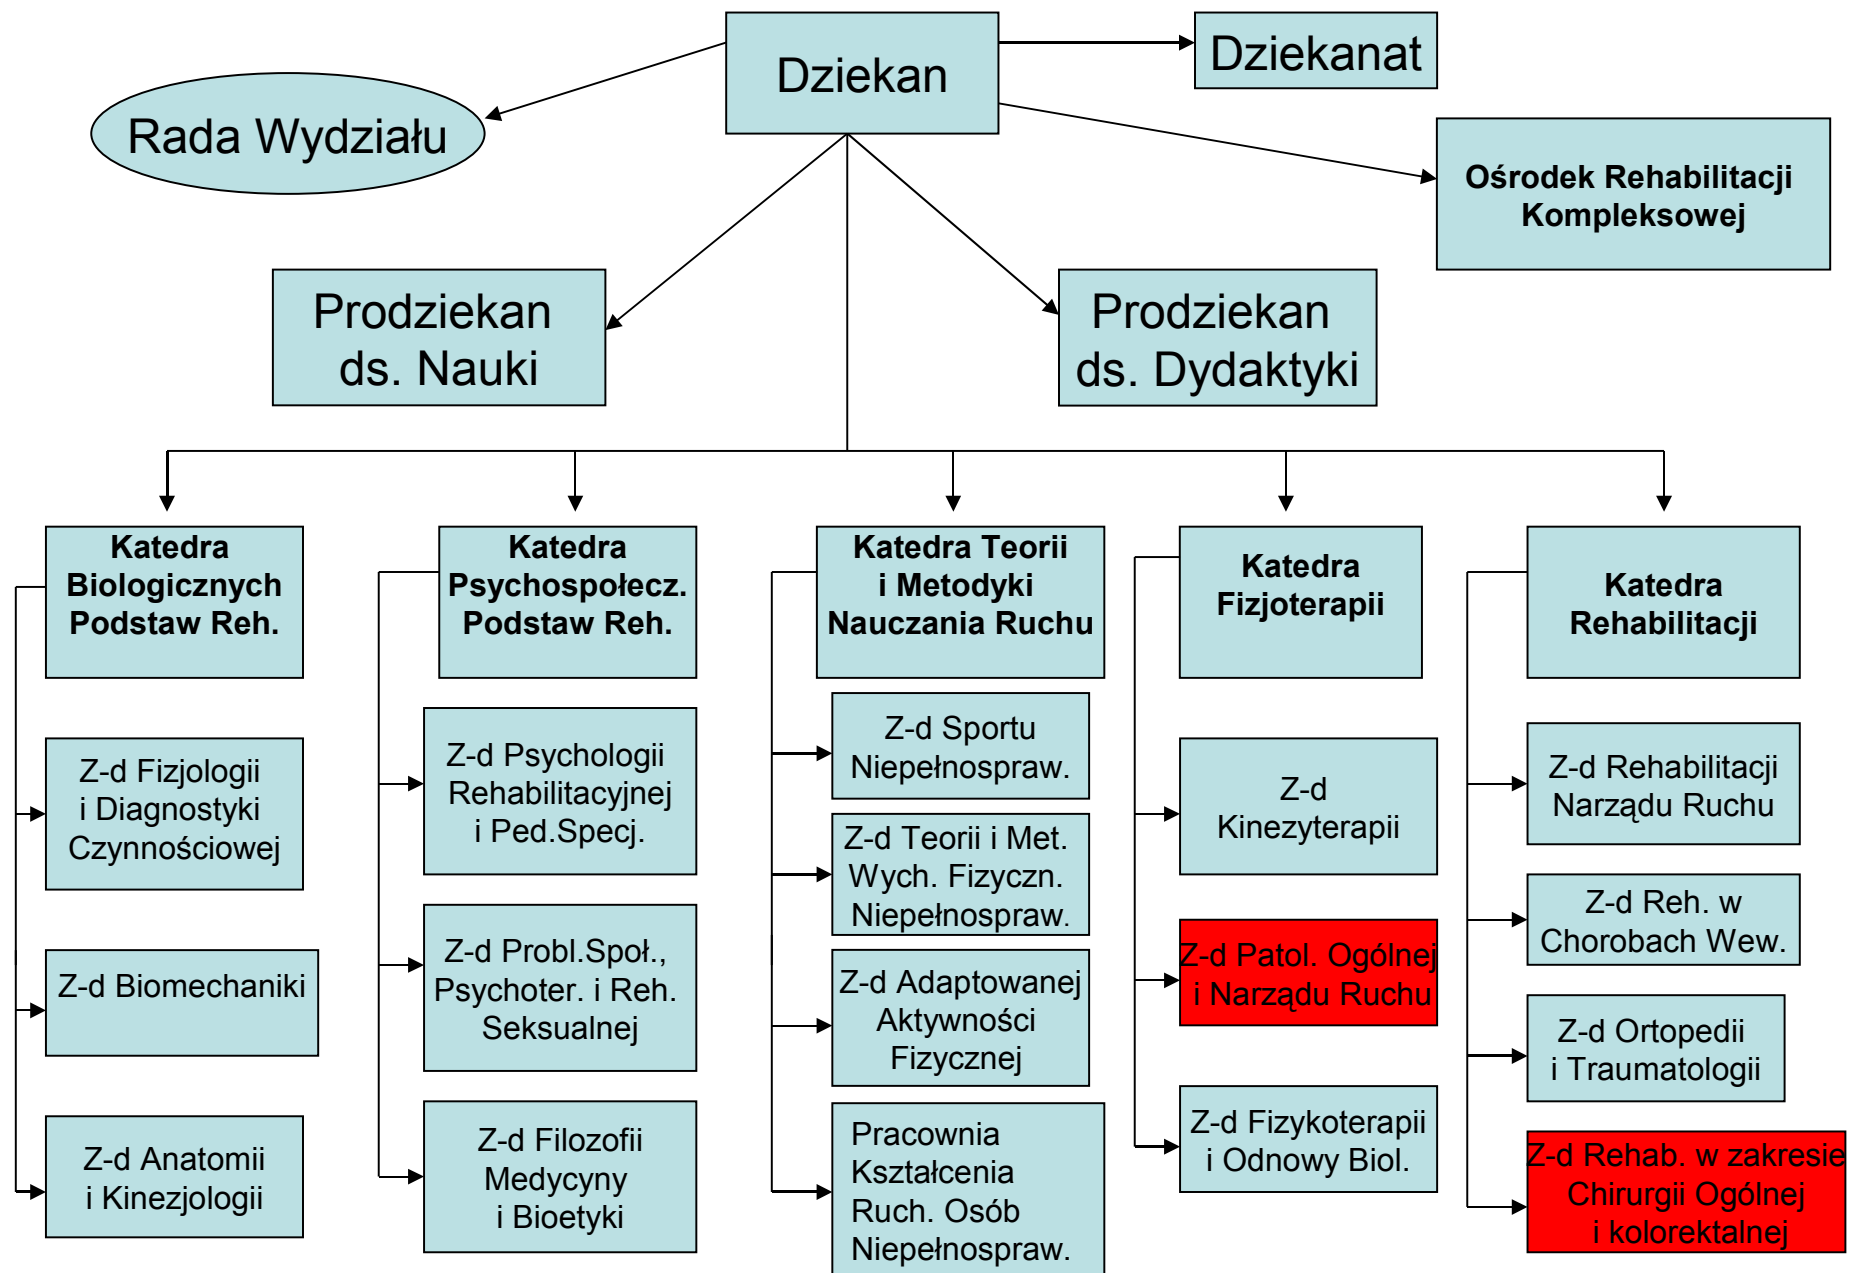 Dziekan
Dziekanat
Rada Wydziału
Ośrodek Rehabilitacji
Kompleksowej
Prodziekan
ds. Nauki
Prodziekan
ds. Dydaktyki
Katedra
Biologicznych
Podstaw Reh.
Katedra
Psychospołecz.
Podstaw Reh.
Katedra Teorii
i Metodyki
Nauczania Ruchu
Katedra
Fizjoterapii
Katedra
Rehabilitacji
Z-d Fizjologii
i Diagnostyki
Czynnościowej
Z-d Biomechaniki
Z-d Anatomii
i Kinezjologii
Z-d Psychologii
Rehabilitacyjnej
i Ped.Specj.
Z-d Probl.Społ.,
Psychoter. i Reh.
Seksualnej
Z-d Filozofii
Medycyny
i Bioetyki
Z-d Sportu
Niepełnospraw.
Z-d Teorii i Met.
Wych. Fizyczn.
Niepełnospraw.
Z-d Adaptowanej
Aktywności
Fizycznej
Pracownia
Kształcenia
Ruch. Osób
Niepełnospraw.
Z-d
Kinezyterapii
Z-d Patol. Ogólnej
i Narządu Ruchu
Z-d Fizykoterapii
i Odnowy Biol.
Z-d Rehabilitacji
Narządu Ruchu
Z-d Reh. w
Chorobach Wew.
Z-d Ortopedii
i Traumatologii
Z-d Rehab. w zakresie
Chirurgii Ogólnej
i kolorektalnej